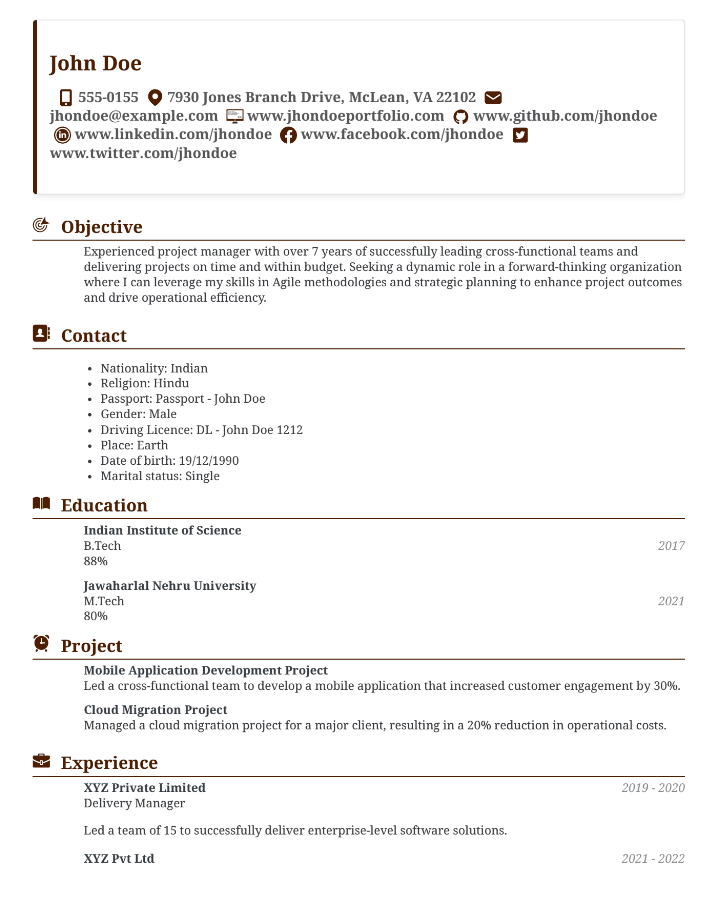 John Doe
555-0155 7930 Jones Branch Drive, McLean, VA 22102
jhondoe@example.com www.jhondoeportfolio.com www.github.com/jhondoe
www.linkedin.com/jhondoe www.facebook.com/jhondoe
www.twitter.com/jhondoe
Objective
Experienced project manager with over 7 years of successfully leading cross-functional teams and
delivering projects on time and within budget. Seeking a dynamic role in a forward-thinking organization
where I can leverage my skills in Agile methodologies and strategic planning to enhance project outcomes
and drive operational efficiency.
Contact
• Nationality: Indian
• Religion: Hindu
• Passport: Passport - John Doe
• Gender: Male
• Driving Licence: DL - John Doe 1212
• Place: Earth
• Date of birth: 19/12/1990
• Marital status: Single
Education
Indian Institute of Science
B.Tech 2017
88%
Jawaharlal Nehru University
M.Tech 2021
80%
Project
Mobile Application Development Project
Led a cross-functional team to develop a mobile application that increased customer engagement by 30%.
Cloud Migration Project
Managed a cloud migration project for a major client, resulting in a 20% reduction in operational costs.
Experience
XYZ Private Limited 2019 - 2020
Delivery Manager
Led a team of 15 to successfully deliver enterprise-level software solutions.
XYZ Pvt Ltd 2021 - 2022